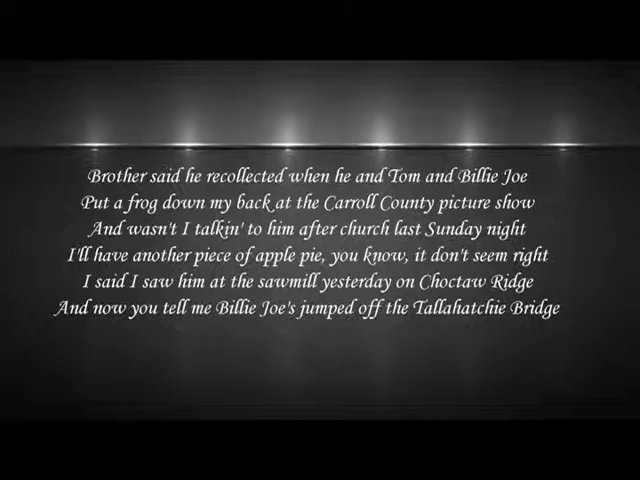 Brother said he recollected when he and Tom and Billie Joe
Put a frog down my back at the Carroll County picture show
And wasn't I talkin' to him after church last Sunday night
I'll have another piece of apple pie, you know, it don't seem right
I said I saw him at the sawmill yesterday on Choctaw Ridge
And now you tell me Billie Joe's jumped off the Tallahatchie Bridge